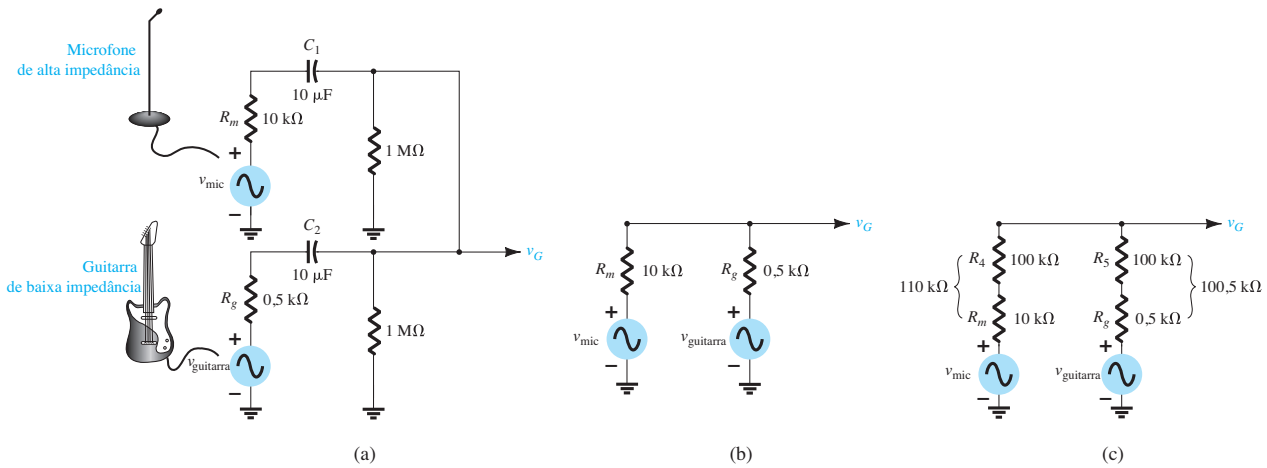 Microfone
de alta impedância
C1
10 µF
Rm
10 kΩ
1 MΩ
+
vmic
−
Guitarra
de baixa impedância
C2
10 µF
Rg
0,5 kΩ
1 MΩ
+
vguitarra
−
vG
(a)
vG
Rm
10 kΩ
Rg
0,5 kΩ
+
vmic
−
+
vguitarra
−
(b)
vG
R4
100 kΩ
R5
100 kΩ
110 kΩ
100,5 kΩ
Rm
10 kΩ
Rg
0,5 kΩ
+
vmic
−
+
vguitarra
−
(c)